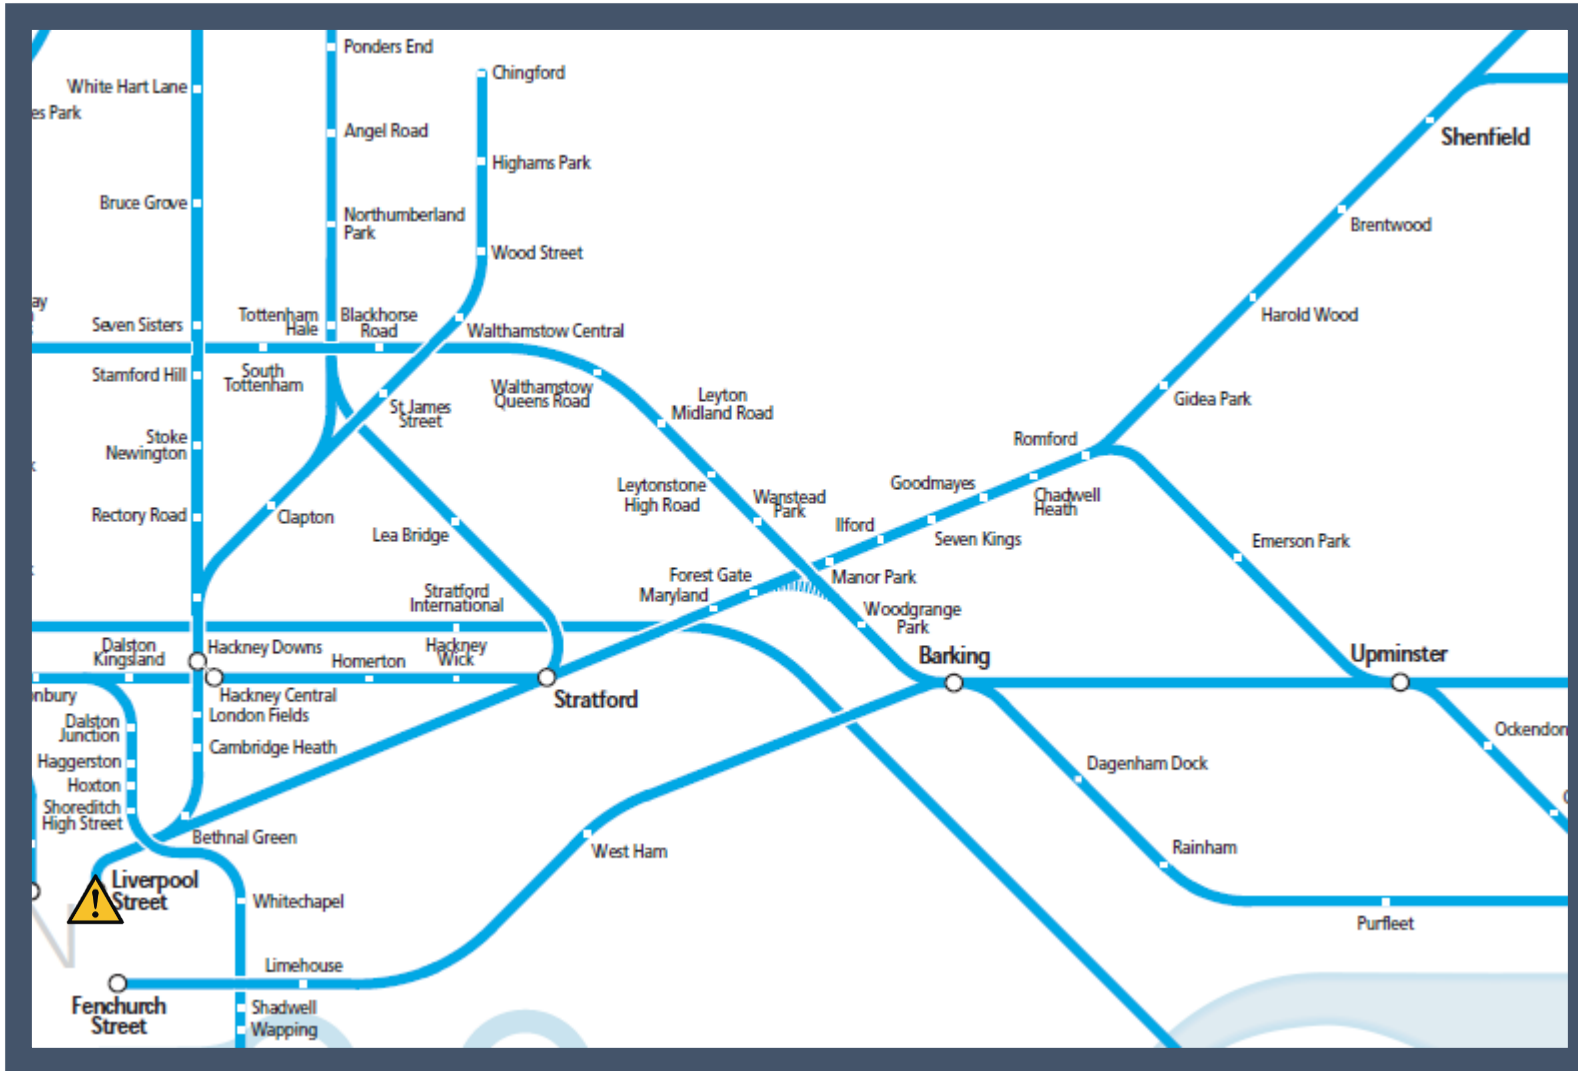 Ponders End
Chingford
White Hart Lane
es Park
Angel Road
Shenfield
Highams Park
Bruce Grove
Northumberland
Park
Brentwood
Wood Street
ay
Harold Wood
Seven Sisters
Tottenham
Hale
Blackhorse
Road
Walthamstow Central
Stamford Hill
South
Tottenham
Walthamstow
Queens Road
Leyton
Midland Road
Gidea Park
St James
Street
Stoke
Newington
Romford
Leytonstone
High Road
Wanstead
Park
Goodmayes
Chadwell
Heath
Rectory Road
Clapton
Lea Bridge
Ilford
Seven Kings
Emerson Park
Stratford
International
Forest Gate
Maryland
Manor Park
Woodgrange
Park
Dalston
Kingsland
Hackney Downs
Homerton
Hackney
Wick
Barking
Upminster
nbury
Hackney Central
Stratford
London Fields
Dalston
Junction
Cambridge Heath
Ockendon
Haggerston
Hoxton
Dagenham Dock
Shoreditch
High Street
Bethnal Green
West Ham
Rainham
Liverpool
Street
Whitechapel
Purfleet
N
Limehouse
Fenchurch
Street
Shadwell
Wapping